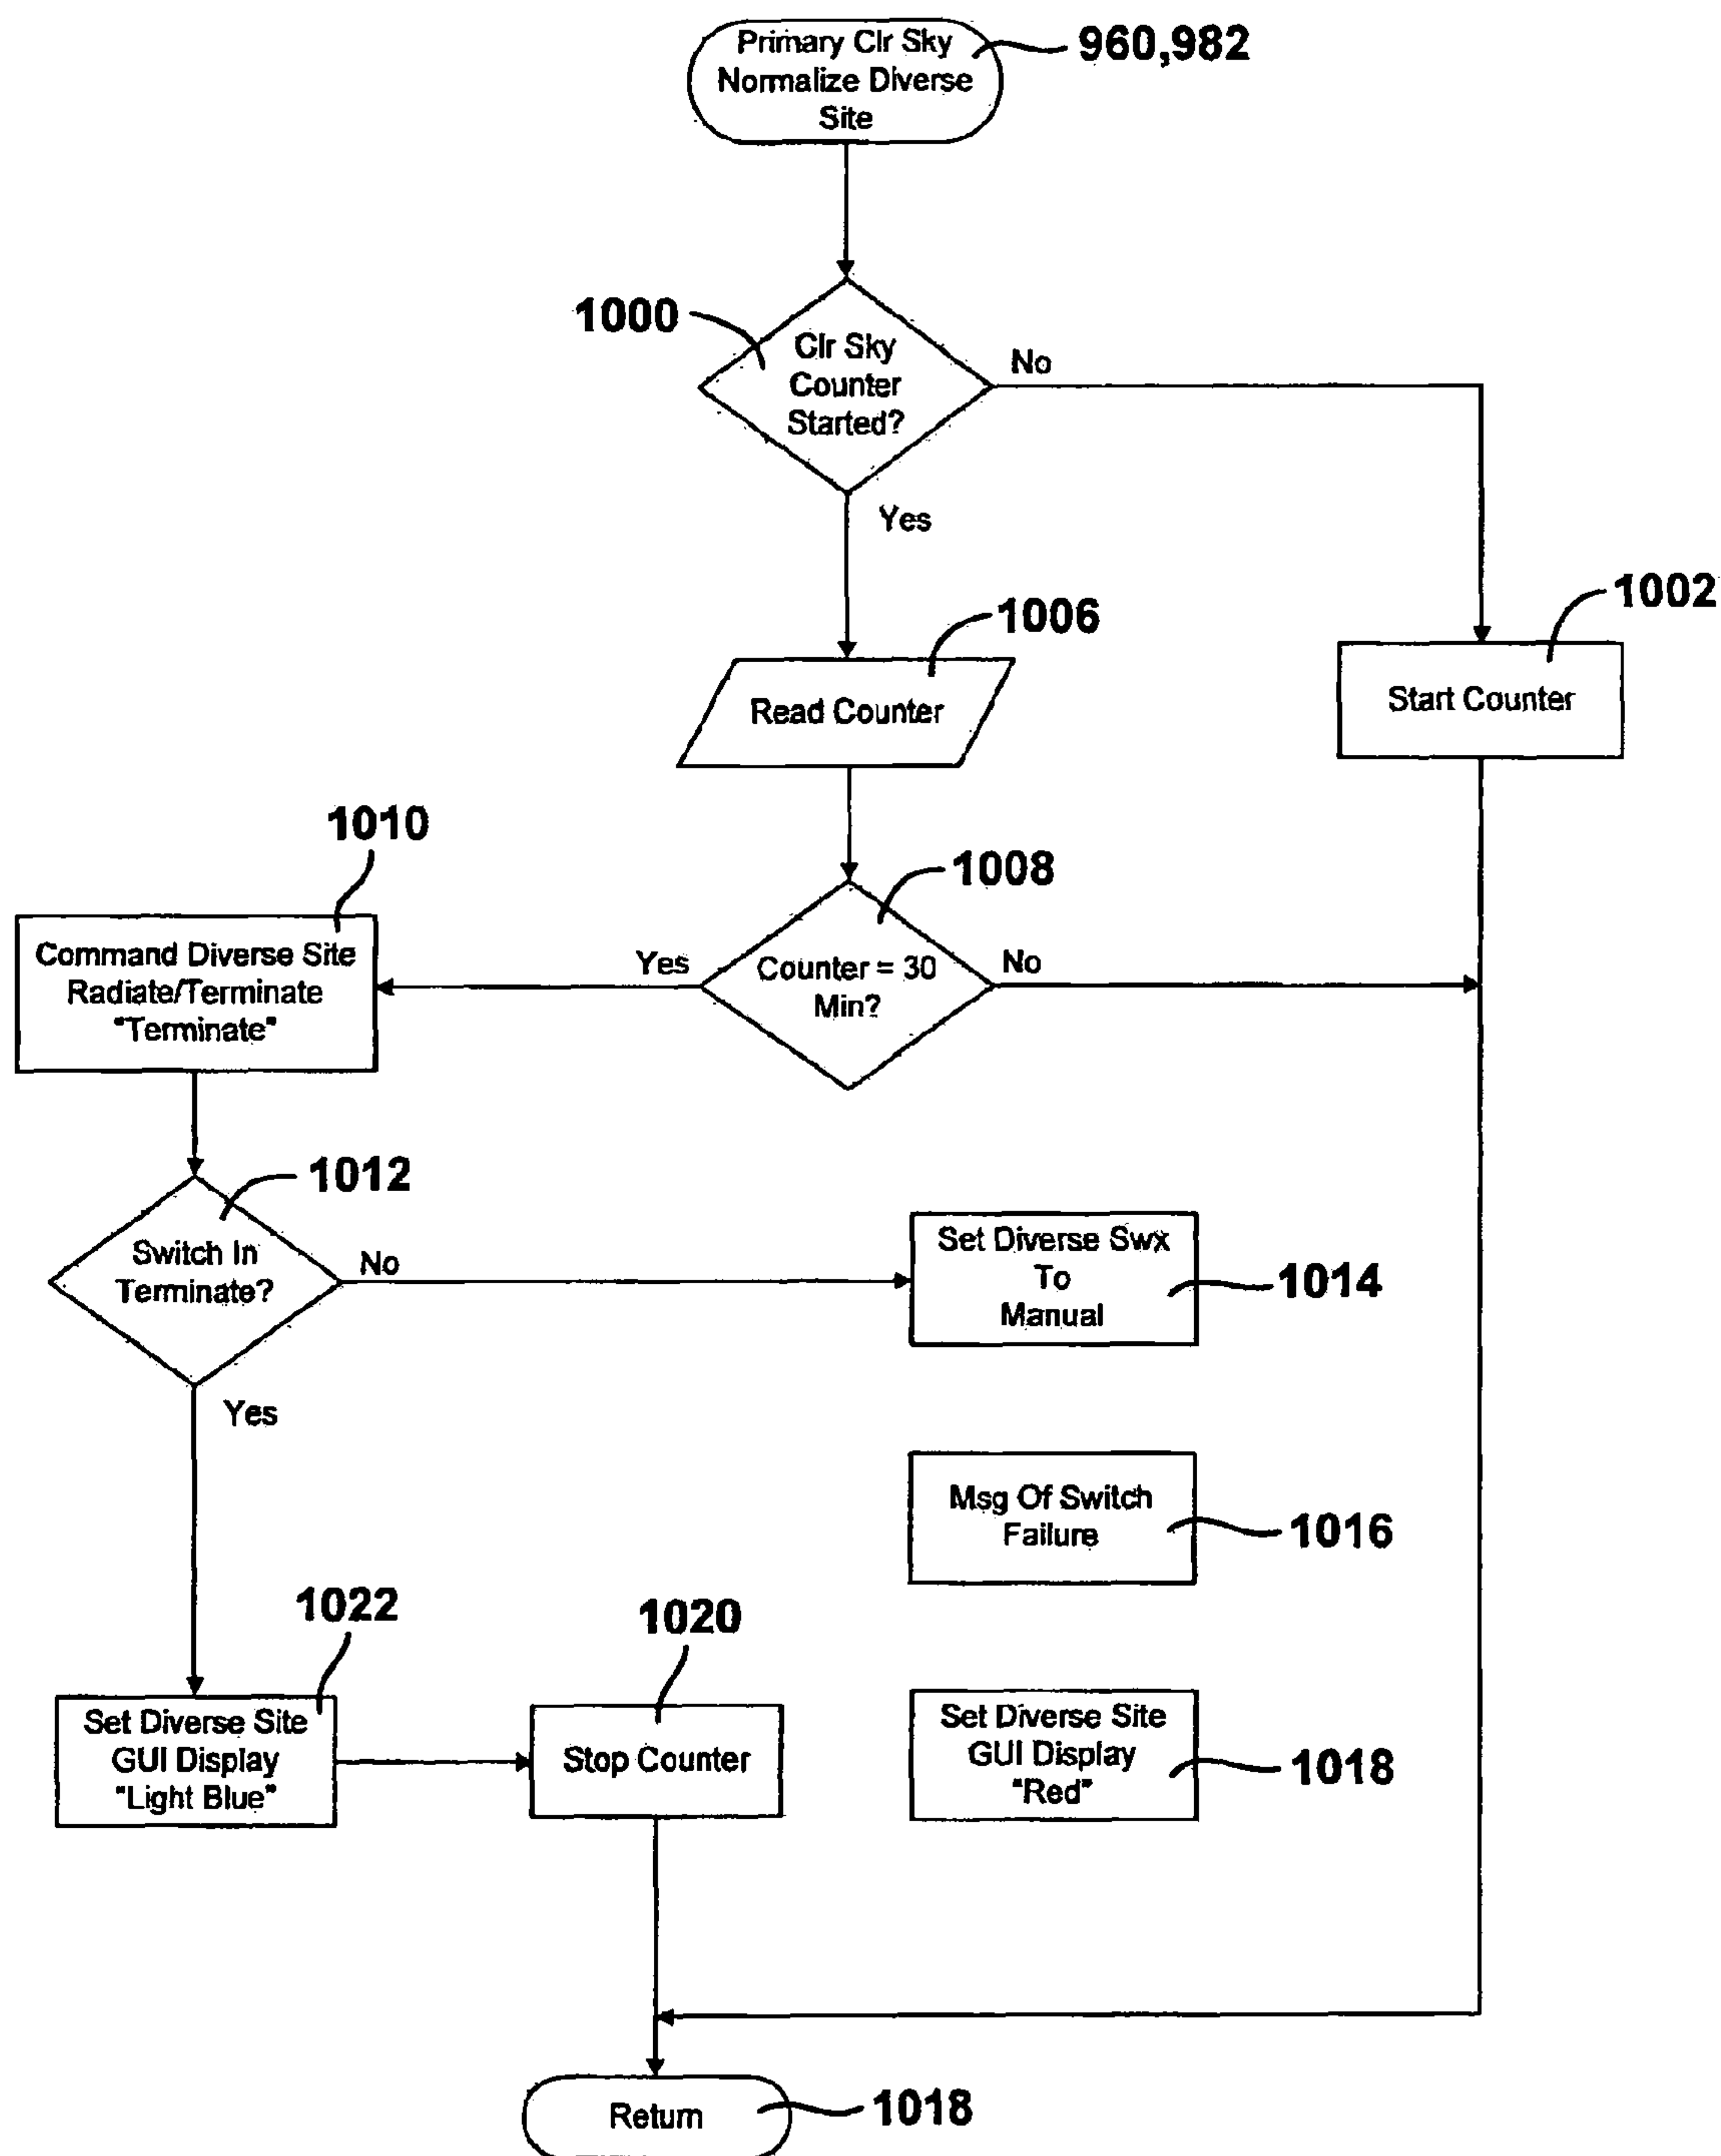 Primary Clr Sky
Normalize Diverse
Site
960,982
1000
Clr Sky
Counter
Started?
No
Yes
1002
1006
Read Counter
Start Counter
1010
1008
Command Diverse Site
Radiate/Terminate
"Terminate"
Yes
Counter = 30
Min?
No
1012
Switch In
Terminate?
No
Set Diverse Swx
To
Manual
1014
Yes
Msg Of Switch
Failure
1016
1022
1020
Set Diverse Site
GUI Display
"Light Blue"
Stop Counter
Set Diverse Site
GUI Display
"Red"
1018
Return
1018